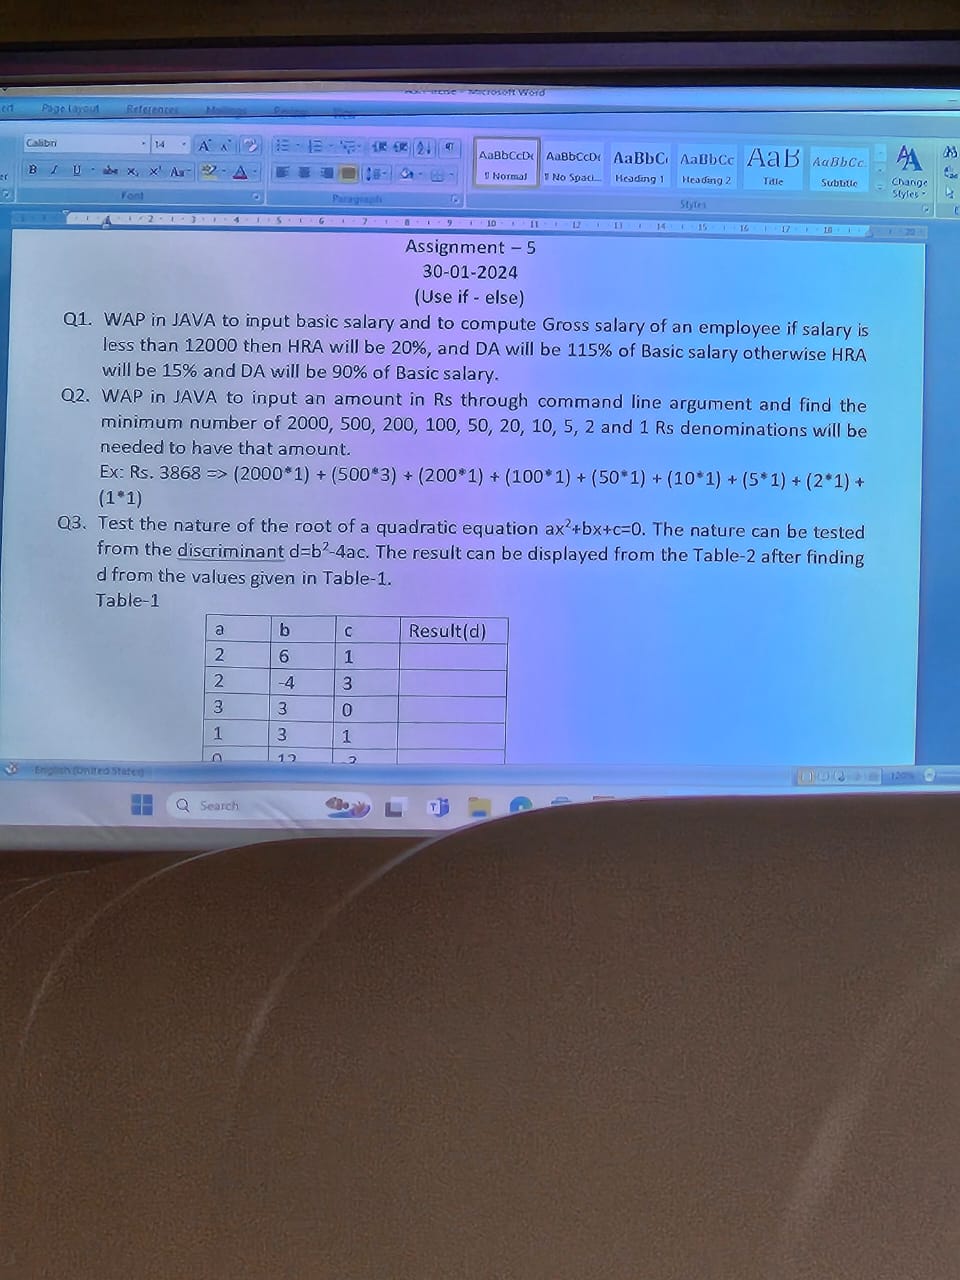 Microsoft Word
Page Layout References Mailings Review View
Calibri 14
B I U abc x₂ x² Aa A
Font Paragraph Styles
AaBbCcDc AaBbCcDc AaBbC AaBbCc AaB AaBbCc.
¶ Normal ¶ No Spaci... Heading 1 Heading 2 Title Subtitle
Change
Styles
Assignment – 5
30-01-2024
(Use if - else)
Q1. WAP in JAVA to input basic salary and to compute Gross salary of an employee if salary is
less than 12000 then HRA will be 20%, and DA will be 115% of Basic salary otherwise HRA
will be 15% and DA will be 90% of Basic salary.
Q2. WAP in JAVA to input an amount in Rs through command line argument and find the
minimum number of 2000, 500, 200, 100, 50, 20, 10, 5, 2 and 1 Rs denominations will be
needed to have that amount.
Ex: Rs. 3868 => (2000*1) + (500*3) + (200*1) + (100*1) + (50*1) + (10*1) + (5*1) + (2*1) +
(1*1)
Q3. Test the nature of the root of a quadratic equation ax²+bx+c=0. The nature can be tested
from the discriminant d=b²-4ac. The result can be displayed from the Table-2 after finding
d from the values given in Table-1.
Table-1
a b c Result(d)
2 6 1
2 -4 3
3 3 0
1 3 1
0 12
English (United States) 120%
Search